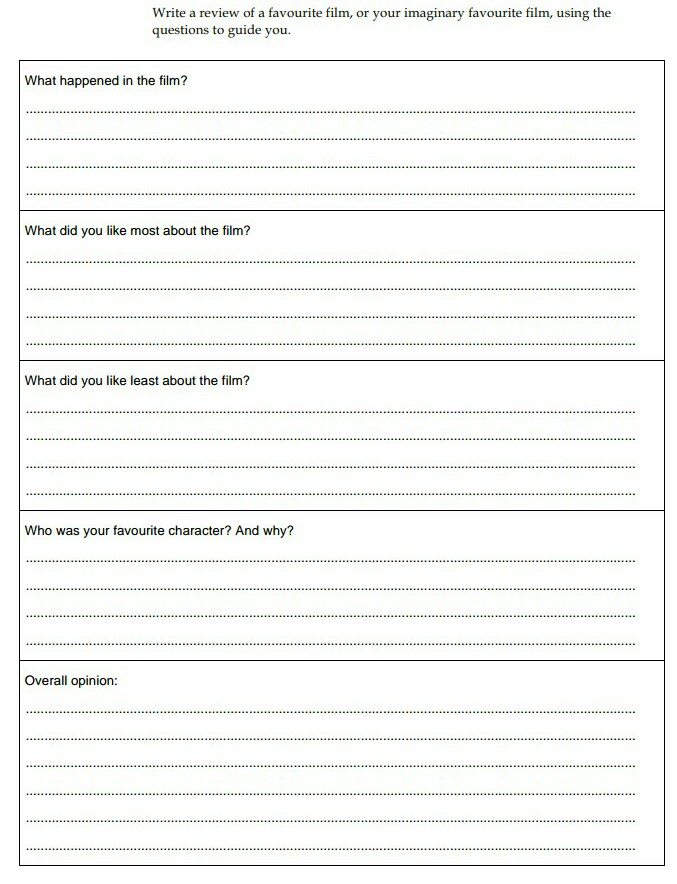 Write a review of a favourite film, or your imaginary favourite film, using the
questions to guide you.
What happened in the film?
What did you like most about the film?
What did you like least about the film?
Who was your favourite character? And why?
Overall opinion: